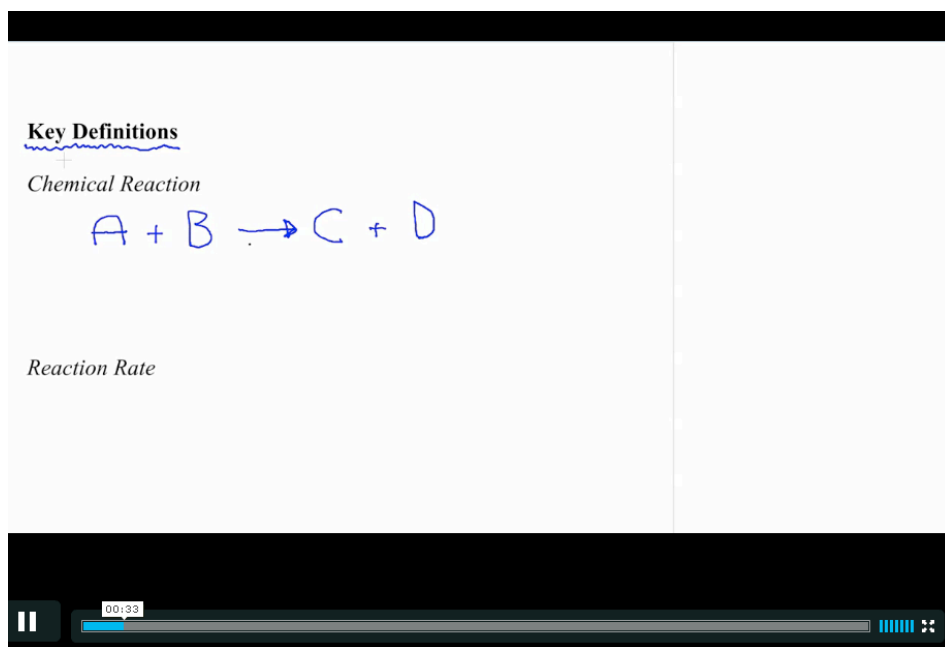 Key Definitions
Chemical Reaction
A + B → C + D
Reaction Rate
00:33